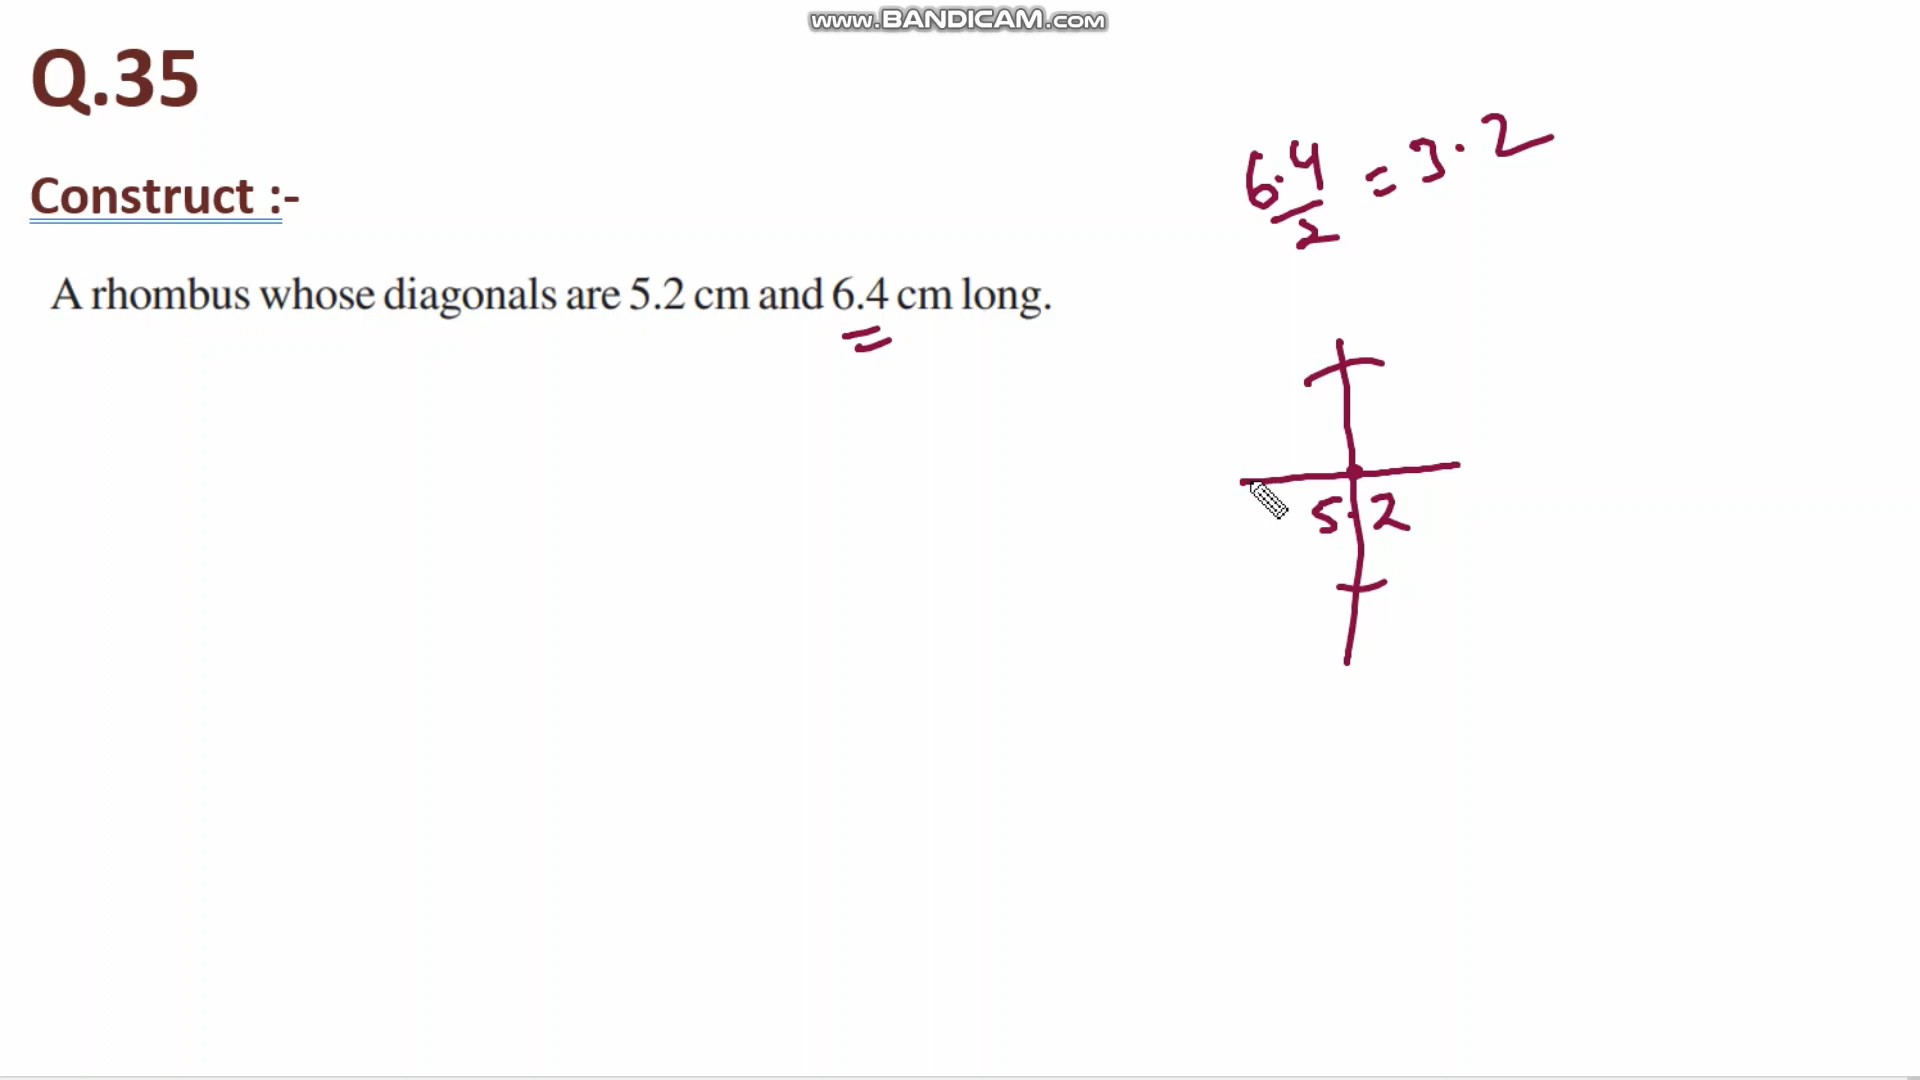 www.BANDICAM.com
Q.35
Construct :-
A rhombus whose diagonals are 5.2 cm and 6.4 cm long.
6.4/2 = 3.2
5.2